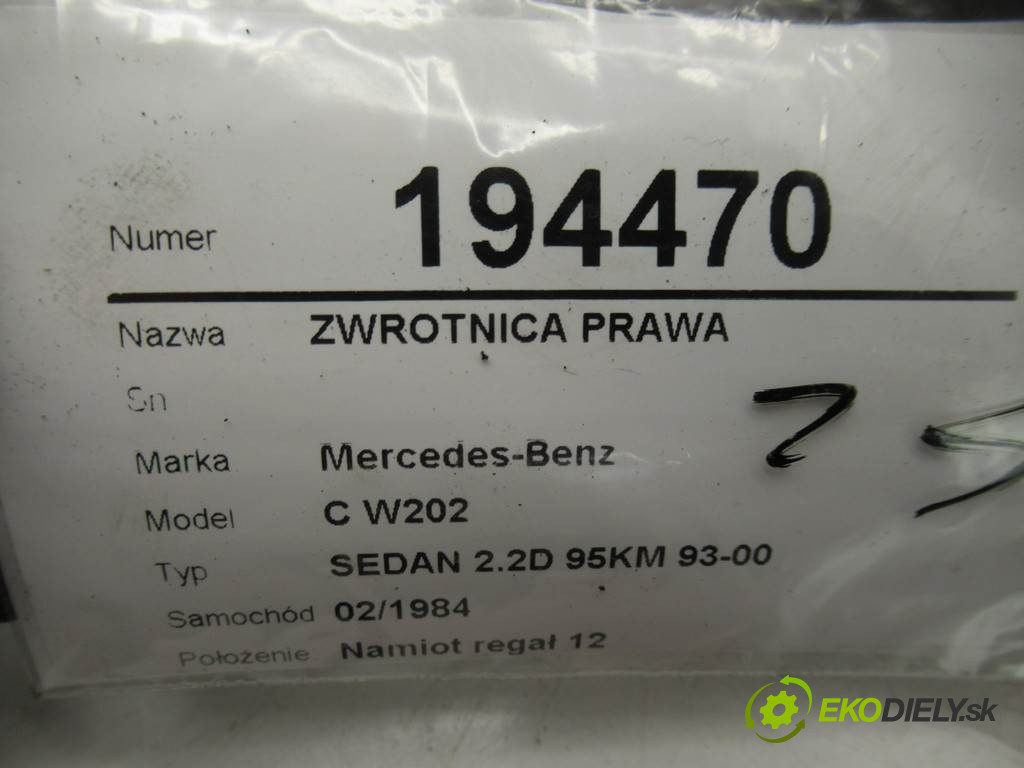 Numer 194470
Nazwa ZWROTNICA PRAWA
Sn
Marka Mercedes-Benz
Model C W202
Typ SEDAN 2.2D 95KM 93-00
Samochód 02/1984
Położenie Namiot regał 12
EKODIELY.sk